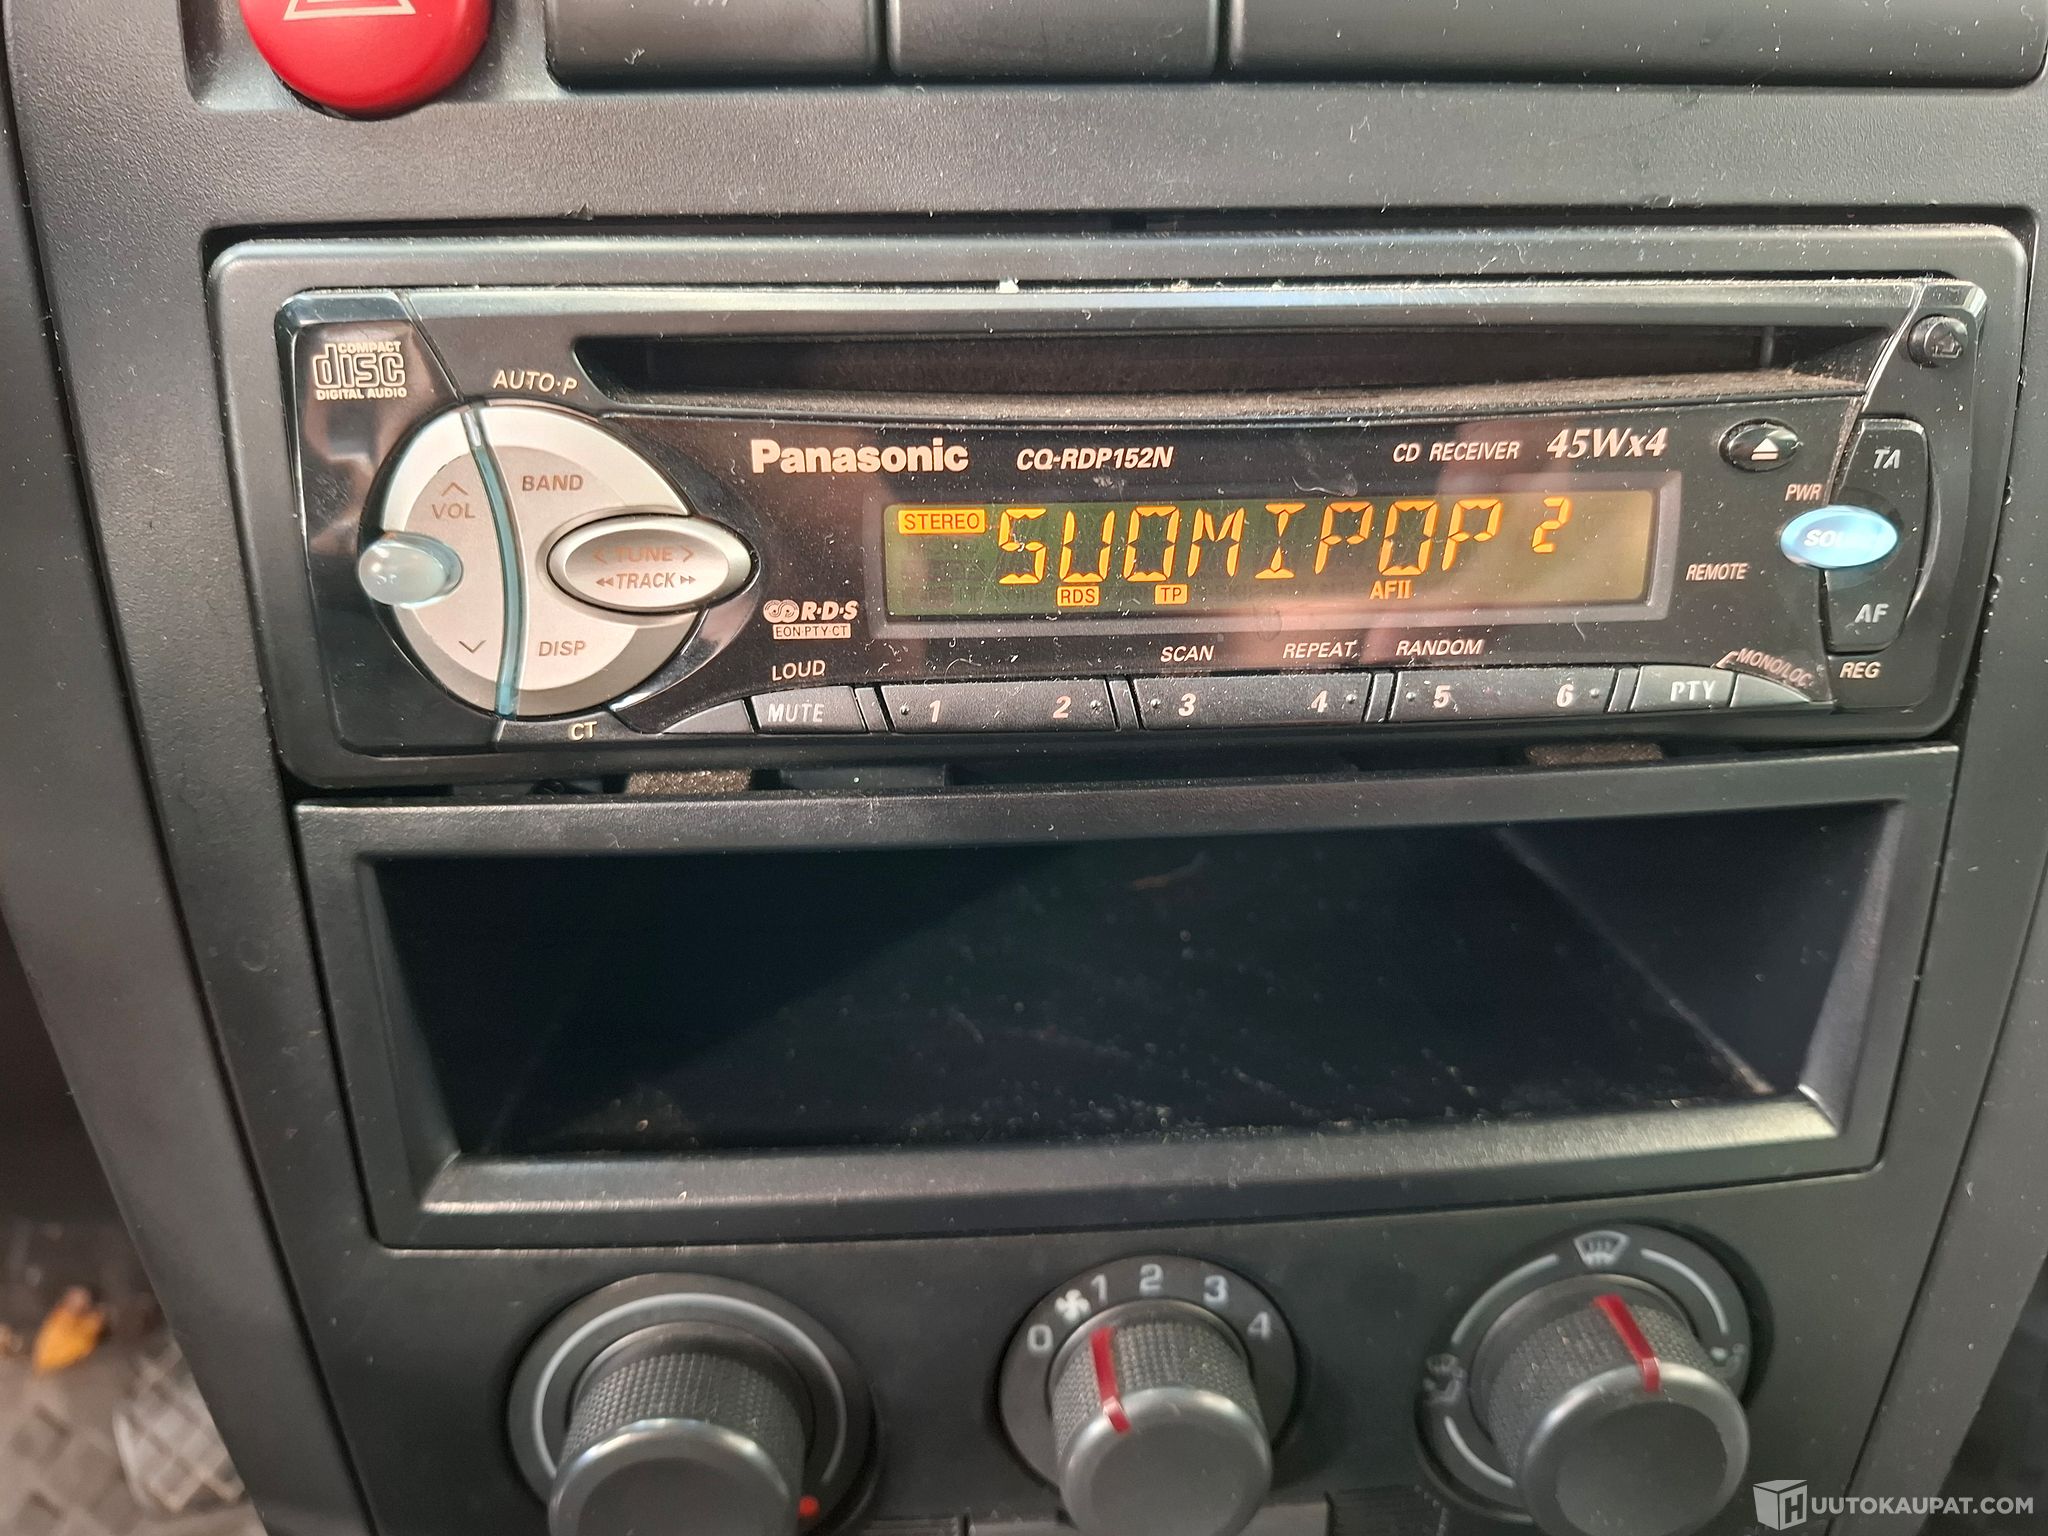 COMPACT
disc
DIGITAL AUDIO
AUTO·P
Panasonic CQ-RDP152N CD RECEIVER 45Wx4
TA
BAND
VOL
PWR
STEREO SUOMIPOP 2
< TUNE >
TRACK
REMOTE
RDS TP AFII
R·D·S
EON·PTY·CT
AF
DISP
LOUD
SCAN REPEAT RANDOM
MONO/LOC
REG
MUTE 1 2 3 4 5 6 PTY
CT
0 1 2 3 4
HUUTOKAUPAT.COM